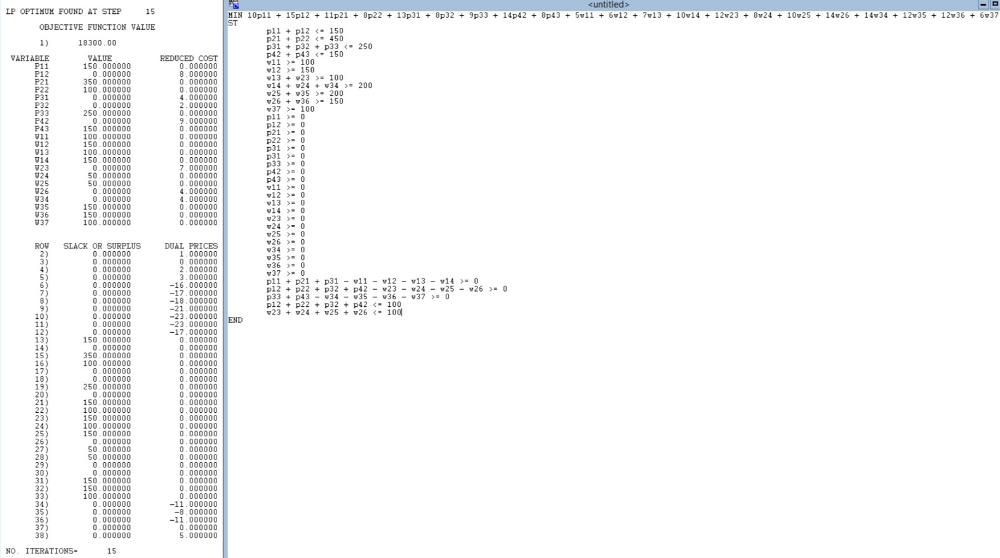 LP OPTIMUM FOUND AT STEP 15
OBJECTIVE FUNCTION VALUE
1) 18300.00
VARIABLE VALUE REDUCED COST
P11 150.000000 0.000000
P12 0.000000 8.000000
P21 350.000000 0.000000
P22 100.000000 0.000000
P31 0.000000 4.000000
P32 0.000000 2.000000
P33 250.000000 0.000000
P42 0.000000 9.000000
P43 150.000000 0.000000
W11 100.000000 0.000000
W12 150.000000 0.000000
W13 100.000000 0.000000
W14 150.000000 0.000000
W23 0.000000 7.000000
W24 50.000000 0.000000
W25 50.000000 0.000000
W26 0.000000 4.000000
W34 0.000000 4.000000
W35 150.000000 0.000000
W36 150.000000 0.000000
W37 100.000000 0.000000
ROW SLACK OR SURPLUS DUAL PRICES
2) 0.000000 1.000000
3) 0.000000 0.000000
4) 0.000000 2.000000
5) 0.000000 3.000000
6) 0.000000 -16.000000
7) 0.000000 -17.000000
8) 0.000000 -18.000000
9) 0.000000 -21.000000
10) 0.000000 -23.000000
11) 0.000000 -23.000000
12) 0.000000 -17.000000
13) 150.000000 0.000000
14) 0.000000 0.000000
15) 350.000000 0.000000
16) 100.000000 0.000000
17) 0.000000 0.000000
18) 0.000000 0.000000
19) 250.000000 0.000000
20) 0.000000 0.000000
21) 150.000000 0.000000
22) 100.000000 0.000000
23) 150.000000 0.000000
24) 100.000000 0.000000
25) 150.000000 0.000000
26) 0.000000 0.000000
27) 50.000000 0.000000
28) 50.000000 0.000000
29) 0.000000 0.000000
30) 0.000000 0.000000
31) 150.000000 0.000000
32) 150.000000 0.000000
33) 100.000000 0.000000
34) 0.000000 -11.000000
35) 0.000000 -8.000000
36) 0.000000 -11.000000
37) 0.000000 0.000000
38) 0.000000 5.000000
NO. ITERATIONS= 15
<untitled>
MIN 10p11 + 15p12 + 11p21 + 8p22 + 13p31 + 8p32 + 9p33 + 14p42 + 8p43 + 5w11 + 6w12 + 7w13 + 10w14 + 12w23 + 8w24 + 10w25 + 14w26 + 14w34 + 12w35 + 12w36 + 6w37
ST
p11 + p12 <= 150
p21 + p22 <= 450
p31 + p32 + p33 <= 250
p42 + p43 <= 150
w11 >= 100
w12 >= 150
w13 + w23 >= 100
w14 + w24 + w34 >= 200
w25 + w35 >= 200
w26 + w36 >= 150
w37 >= 100
p11 >= 0
p12 >= 0
p21 >= 0
p22 >= 0
p31 >= 0
p31 >= 0
p33 >= 0
p42 >= 0
p43 >= 0
w11 >= 0
w12 >= 0
w13 >= 0
w14 >= 0
w23 >= 0
w24 >= 0
w25 >= 0
w26 >= 0
w34 >= 0
w35 >= 0
w36 >= 0
w37 >= 0
p11 + p21 + p31 - w11 - w12 - w13 - w14 >= 0
p12 + p22 + p32 + p42 - w23 - w24 - w25 - w26 >= 0
p33 + p43 - w34 - w35 - w36 - w37 >= 0
p12 + p22 + p32 + p42 <= 100
w23 + w24 + w25 + w26 <= 100
END